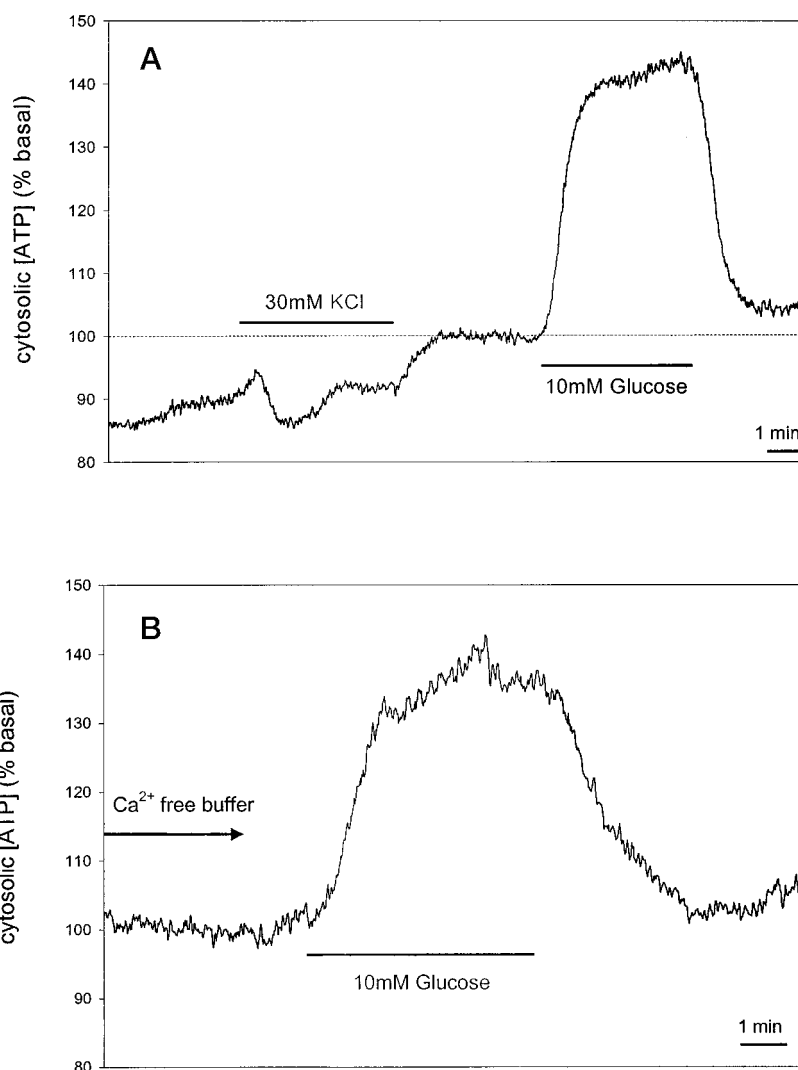 150
A
140
130
120
110
30mM KCl
100
90
10mM Glucose
1 min
80
cytosolic [ATP] (% basal)
150
B
140
130
120
Ca²⁺ free buffer
110
100
10mM Glucose
90
1 min
80
cytosolic [ATP] (% basal)